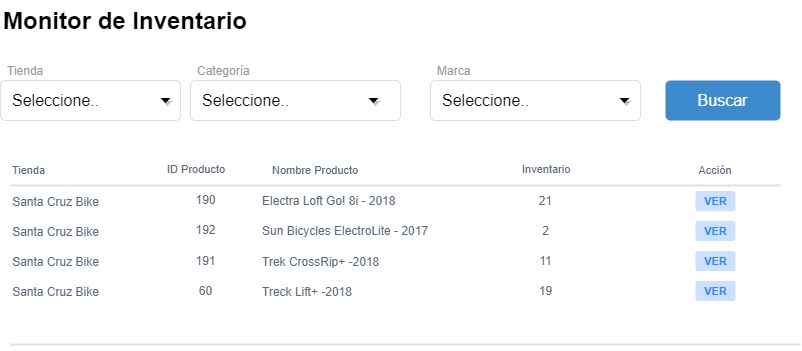 Monitor de Inventario
Tienda Categoría Marca
Seleccione.. Seleccione.. Seleccione.. Buscar
Tienda ID Producto Nombre Producto Inventario Acción
Santa Cruz Bike 190 Electra Loft Go! 8i - 2018 21 VER
Santa Cruz Bike 192 Sun Bicycles ElectroLite - 2017 2 VER
Santa Cruz Bike 191 Trek CrossRip+ -2018 11 VER
Santa Cruz Bike 60 Treck Lift+ -2018 19 VER